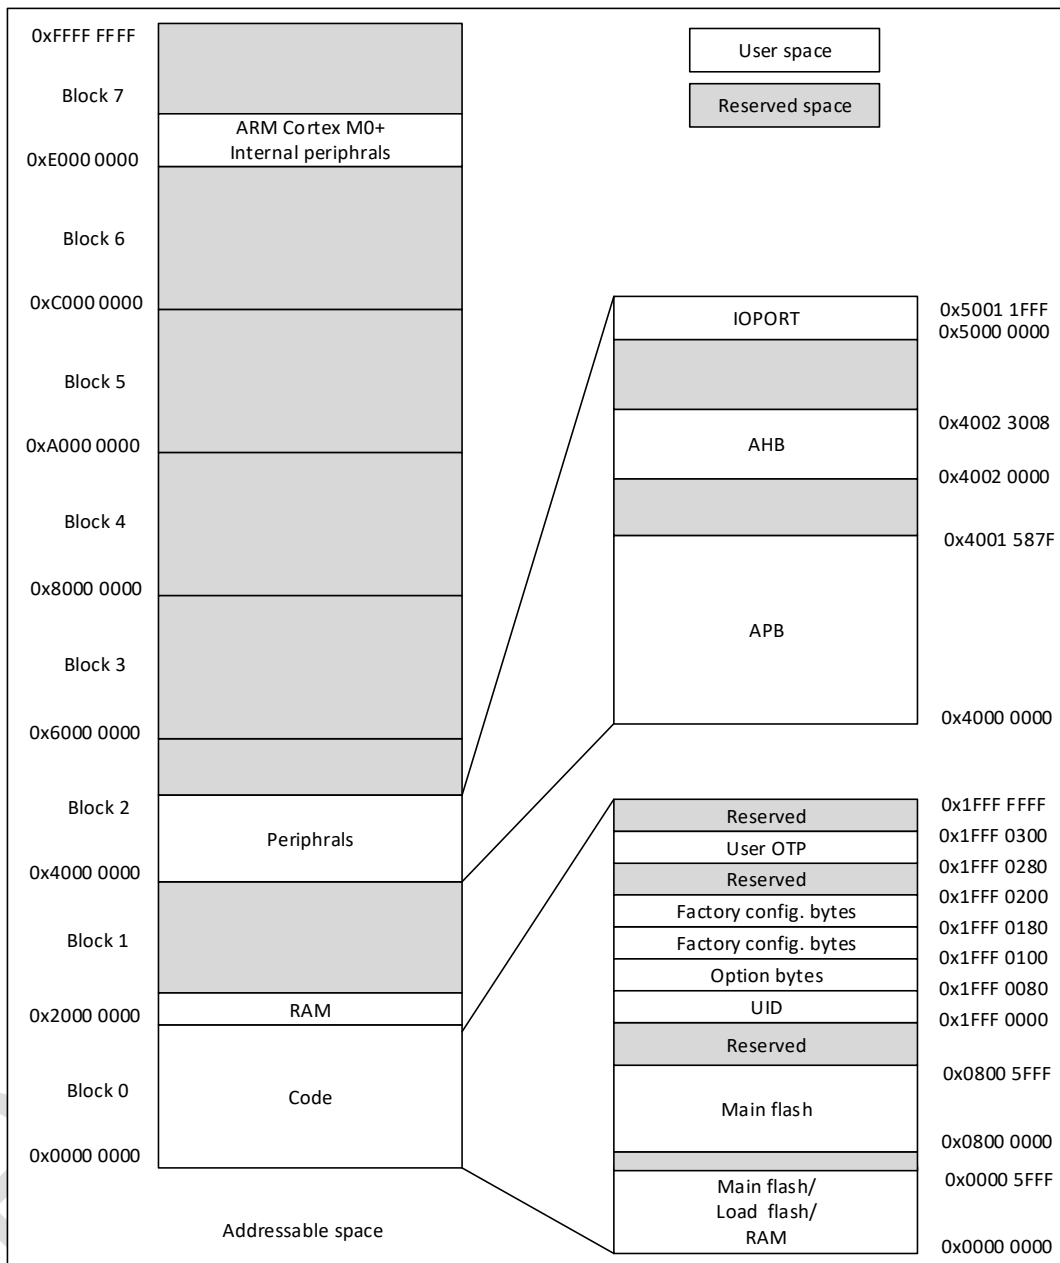 0xFFFF FFFF
Block 7
ARM Cortex M0+
Internal periphrals
0xE000 0000
Block 6
0xC000 0000
Block 5
0xA000 0000
Block 4
0x8000 0000
Block 3
0x6000 0000
Block 2
Periphrals
0x4000 0000
Block 1
RAM
0x2000 0000
Block 0
Code
0x0000 0000
Addressable space
User space
Reserved space
IOPORT
0x5001 1FFF
0x5000 0000
0x4002 3008
AHB
0x4002 0000
0x4001 587F
APB
0x4000 0000
0x1FFF FFFF
Reserved
0x1FFF 0300
User OTP
0x1FFF 0280
Reserved
0x1FFF 0200
Factory config. bytes
0x1FFF 0180
Factory config. bytes
0x1FFF 0100
Option bytes
0x1FFF 0080
UID
0x1FFF 0000
Reserved
0x0800 5FFF
Main flash
0x0800 0000
0x0000 5FFF
Main flash/
Load flash/
RAM
0x0000 0000